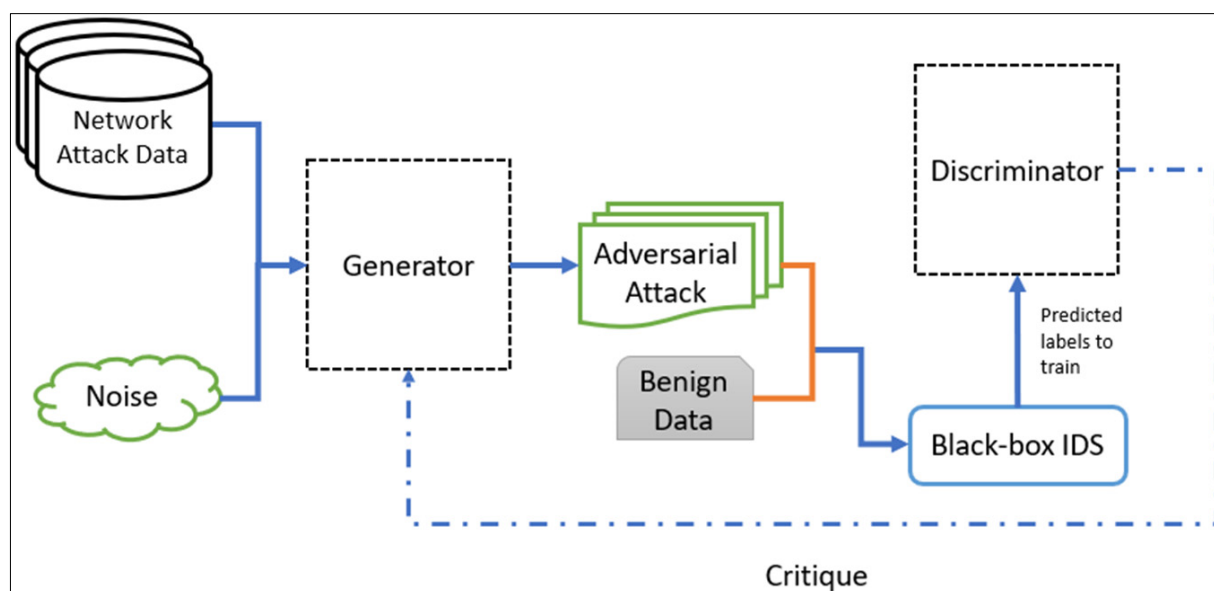 Network
Attack Data
Noise
Generator
Adversarial
Attack
Benign
Data
Discriminator
Predicted
labels to
train
Black-box IDS
Critique